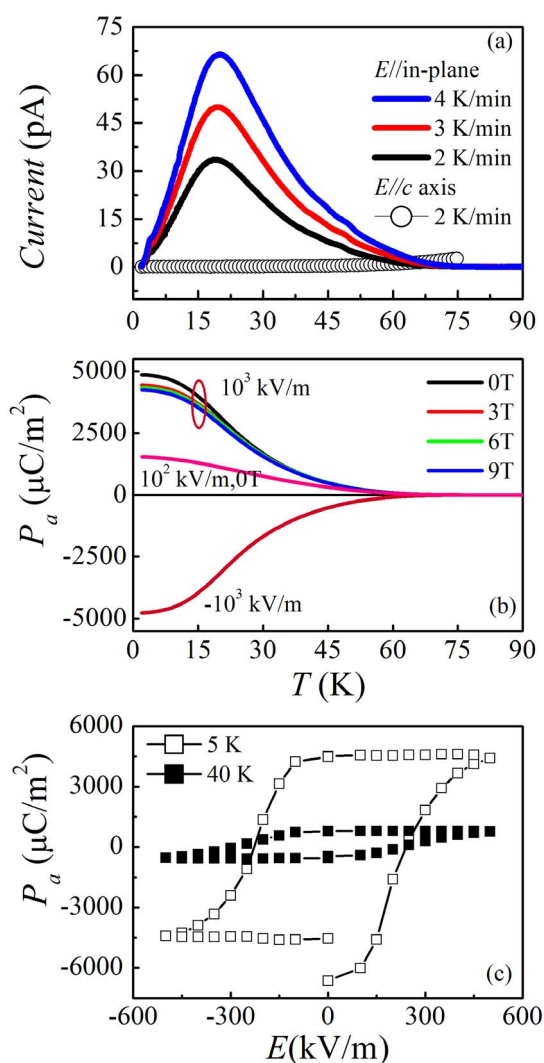 (a)
75
60
45
30
15
0
Current (pA)
E//in-plane
4 K/min
3 K/min
2 K/min
E//c axis
2 K/min
0 15 30 45 60 75 90
5000
2500
0
-2500
-5000
P_a (μC/m²)
10³ kV/m
0T
3T
6T
9T
10² kV/m,0T
-10³ kV/m
(b)
0 15 30 45 60 75 90
T (K)
6000
3000
0
-3000
-6000
P_a (μC/m²)
5 K
40 K
(c)
-600 -300 0 300 600
E(kV/m)